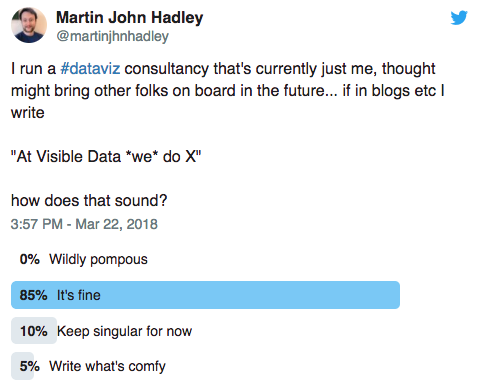 Martin John Hadley
@martinjhnhadley
I run a #dataviz consultancy that's currently just me, thought
might bring other folks on board in the future... if in blogs etc I
write
"At Visible Data *we* do X"
how does that sound?
3:57 PM - Mar 22, 2018
0% Wildly pompous
85% It's fine
10% Keep singular for now
5% Write what's comfy